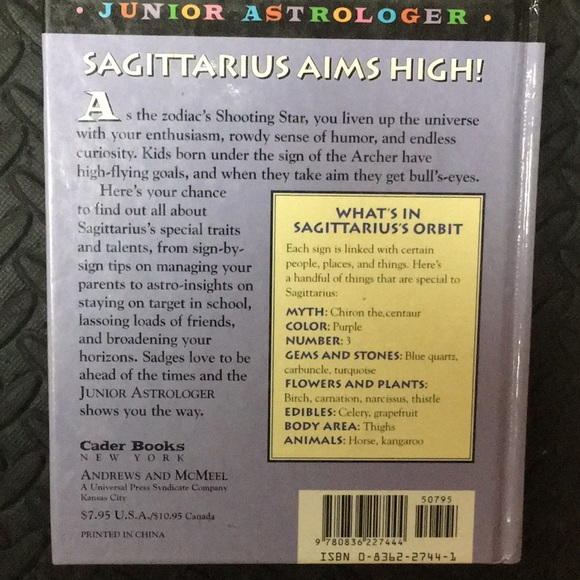 • JUNIOR ASTROLOGER •
SAGITTARIUS AIMS HIGH!
As the zodiac's Shooting Star, you liven up the universe
with your enthusiasm, rowdy sense of humor, and endless
curiosity. Kids born under the sign of the Archer have
high-flying goals, and when they take aim they get bull's-eyes.
Here's your chance
to find out all about
Sagittarius's special traits
and talents, from sign-by-
sign tips on managing your
parents to astro-insights on
staying on target in school,
lassoing loads of friends,
and broadening your
horizons. Sadges love to be
ahead of the times and the
JUNIOR ASTROLOGER
shows you the way.
WHAT'S IN
SAGITTARIUS'S ORBIT
Each sign is linked with certain
people, places, and things. Here's
a handful of things that are special to
Sagittarius:
MYTH: Chiron the centaur
COLOR: Purple
NUMBER: 3
GEMS AND STONES: Blue quartz,
carbuncle, turquoise
FLOWERS AND PLANTS:
Birch, carnation, narcissus, thistle
EDIBLES: Celery, grapefruit
BODY AREA: Thighs
ANIMALS: Horse, kangaroo
Cader Books
NEW YORK
ANDREWS AND MCMEEL
A Universal Press Syndicate Company
Kansas City
$7.95 U.S.A./$10.95 Canada
PRINTED IN CHINA
50795
9 780836 227444
ISBN 0-8362-2744-1